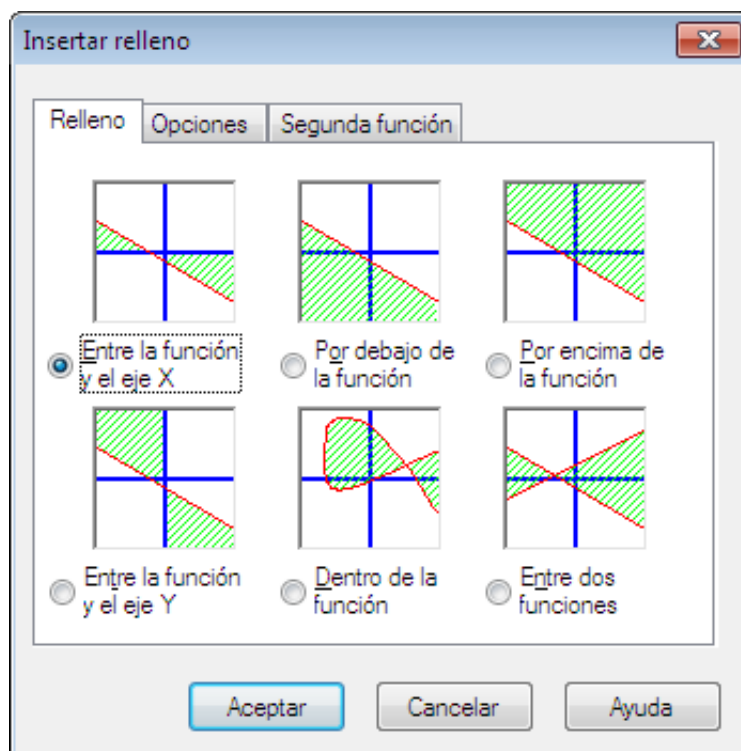 Insertar relleno
Relleno
Opciones
Segunda función
Entre la función
y el eje X
Por debajo de
la función
Por encima de
la función
Entre la función
y el eje Y
Dentro de la
función
Entre dos
funciones
Aceptar
Cancelar
Ayuda